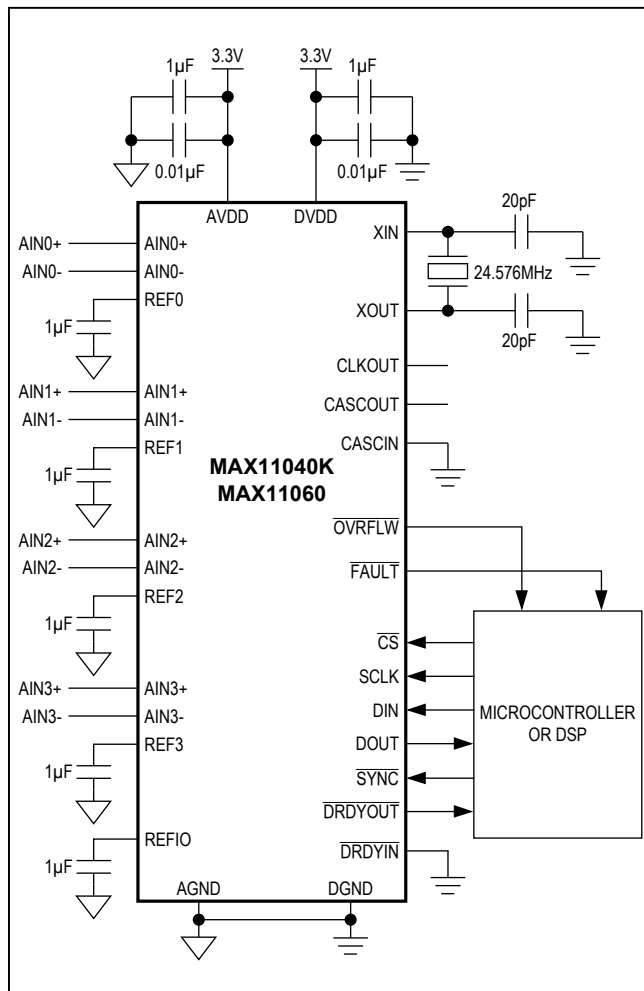 3.3V 3.3V
1µF 1µF
0.01µF 0.01µF
AVDD DVDD
20pF
XIN
AIN0+ AIN0+
AIN0- AIN0-
24.576MHz
REF0
XOUT
1µF
20pF
CLKOUT
AIN1+ AIN1+
AIN1- AIN1-
CASCOUT
REF1
CASCIN
1µF
MAX11040K
MAX11060
OVRFLW
AIN2+ AIN2+
AIN2- AIN2-
FAULT
REF2
1µF
CS
SCLK
AIN3+ AIN3+
AIN3- AIN3-
DIN
MICROCONTROLLER
OR DSP
REF3
DOUT
1µF
SYNC
DRDYOUT
REFIO
DRDYIN
1µF
AGND DGND